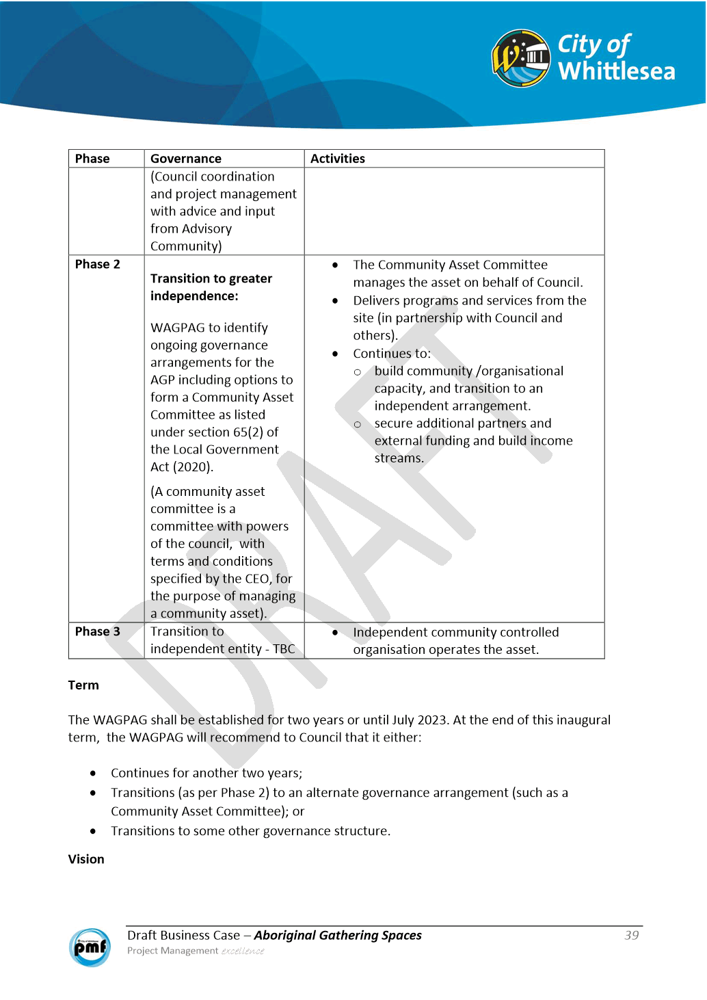 City of
Whittlesea
Phase
Governance
Activities
(Council coordination
and project management
with advice and input
from Advisory
Community)
Phase 2
Transition to greater
independence:
WAGPAG to identify
ongoing governance
arrangements for the
AGP including options to
form a Community Asset
Committee as listed
under section 65(2) of
the Local Government
Act (2020).
(A community asset
committee is a
committee with powers
of the council,  with
terms and conditions
specified by the CEO, for
the purpose of managing
a community asset).
• The Community Asset Committee
manages the asset on behalf of Council.
• Delivers programs and services from the
site (in partnership with Council and
others).
• Continues to:
o build community /organisational
capacity, and transition to an
independent arrangement.
o secure additional partners and
external funding and build income
streams.
Phase 3
Transition to
independent entity - TBC
• Independent community controlled
organisation operates the asset.
DRAFT
Term
The WAGPAG shall be established for two years or until July 2023. At the end of this inaugural
term,  the WAGPAG will recommend to Council that it either:
• Continues for another two years;
• Transitions (as per Phase 2) to an alternate governance arrangement (such as a
Community Asset Committee); or
• Transitions to some other governance structure.
Vision
City of Whittlesea
pmf
Draft Business Case – Aboriginal Gathering Spaces
39
Project Management excellence